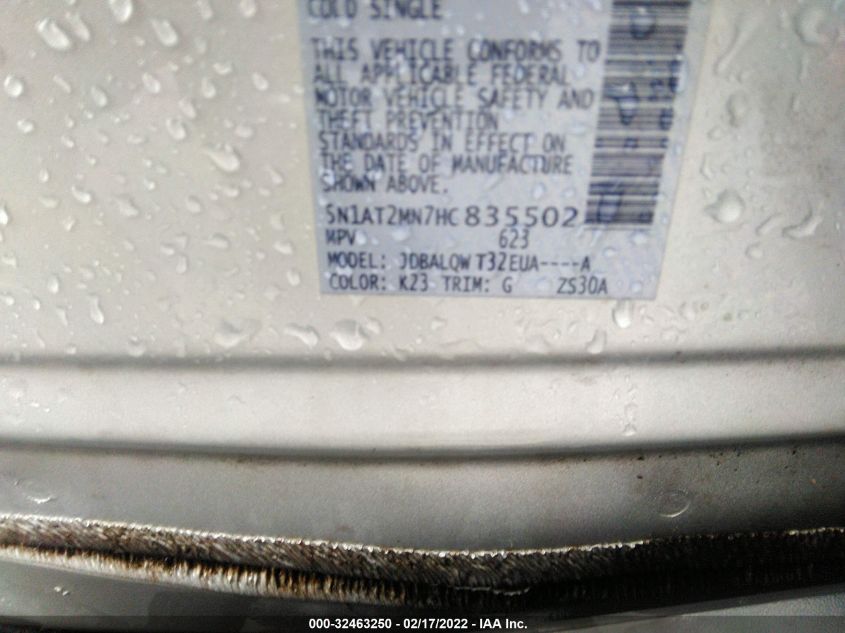 COLD SINGLE
THIS VEHICLE CONFORMS TO
ALL APPLICABLE FEDERAL
MOTOR VEHICLE SAFETY AND
THEFT PREVENTION
STANDARDS IN EFFECT ON
THE DATE OF MANUFACTURE
SHOWN ABOVE.
5N1AT2MN7HC835502
MPV 623
MODEL: JDBALQW T32EUA----A
COLOR: K23 TRIM: G ZS30A
000-32463250 - 02/17/2022 - IAA Inc.